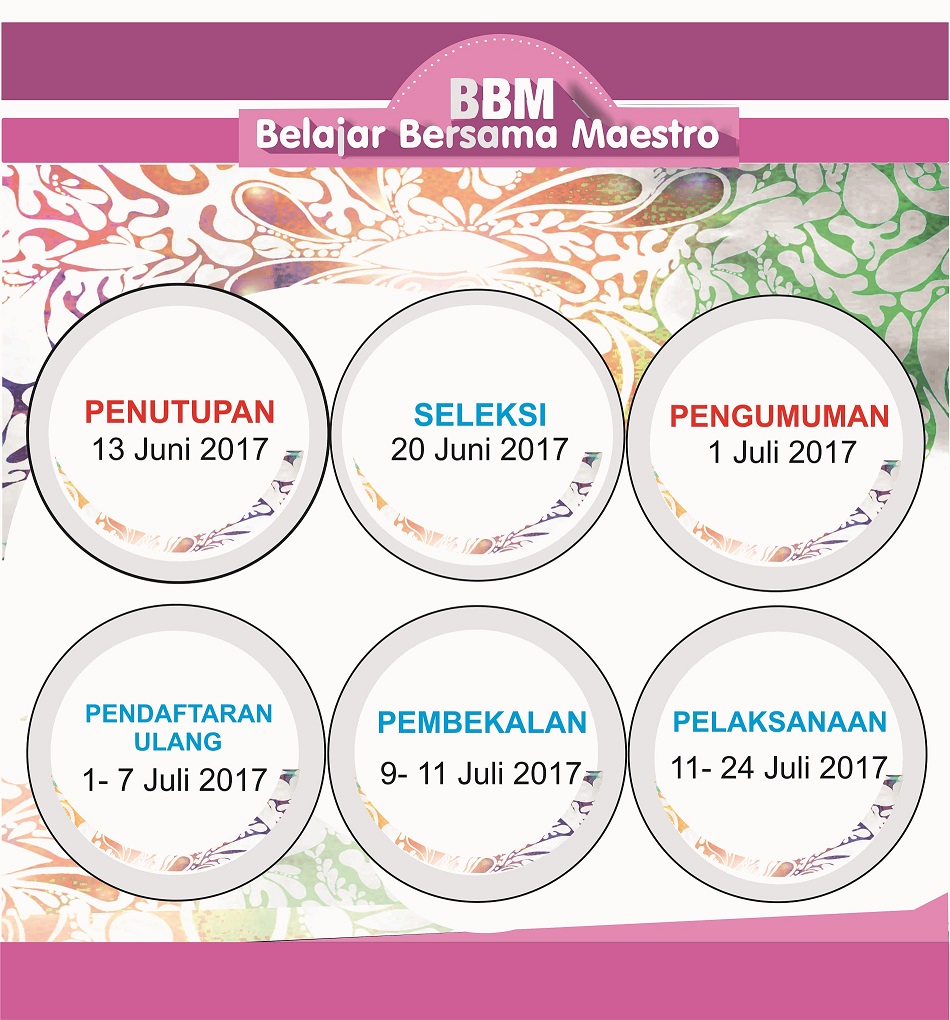 BBM
Belajar Bersama Maestro
PENUTUPAN
13 Juni 2017
SELEKSI
20 Juni 2017
PENGUMUMAN
1 Juli 2017
PENDAFTARAN
ULANG
1- 7 Juli 2017
PEMBEKALAN
9- 11 Juli 2017
PELAKSANAAN
11- 24 Juli 2017